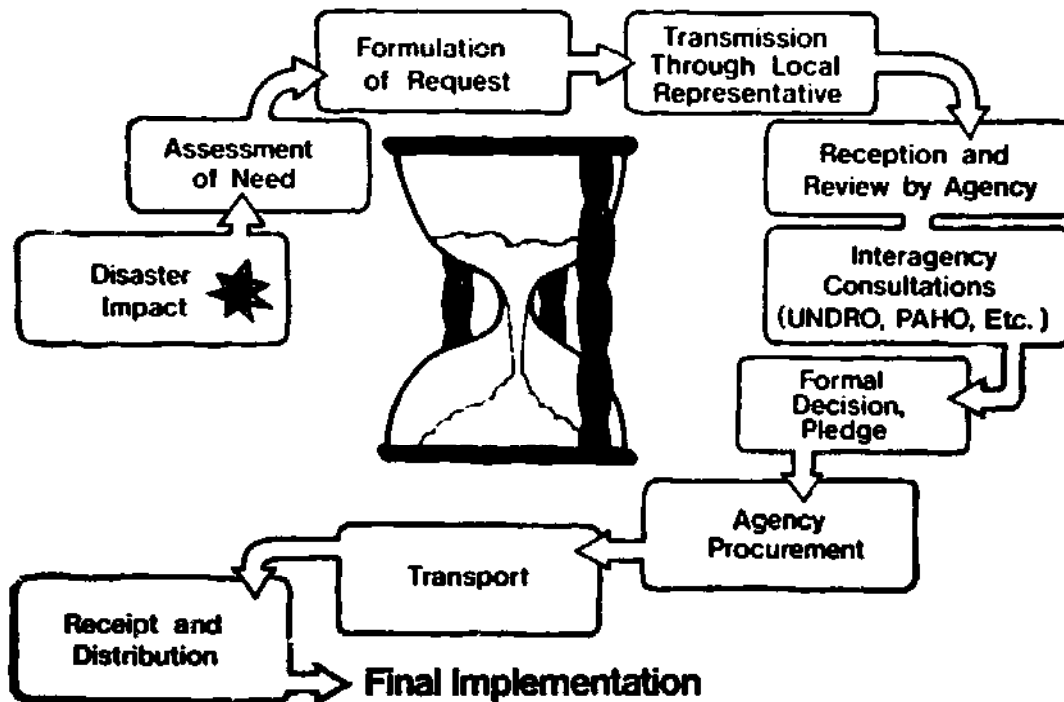 Disaster
Impact
Assessment
of Need
Formulation
of Request
Transmission
Through Local
Representative
Reception and
Review by Agency
Interagency
Consultations
(UNDRO, PAHO, Etc.)
Formal
Decision,
Pledge
Agency
Procurement
Transport
Receipt and
Distribution
Final Implementation